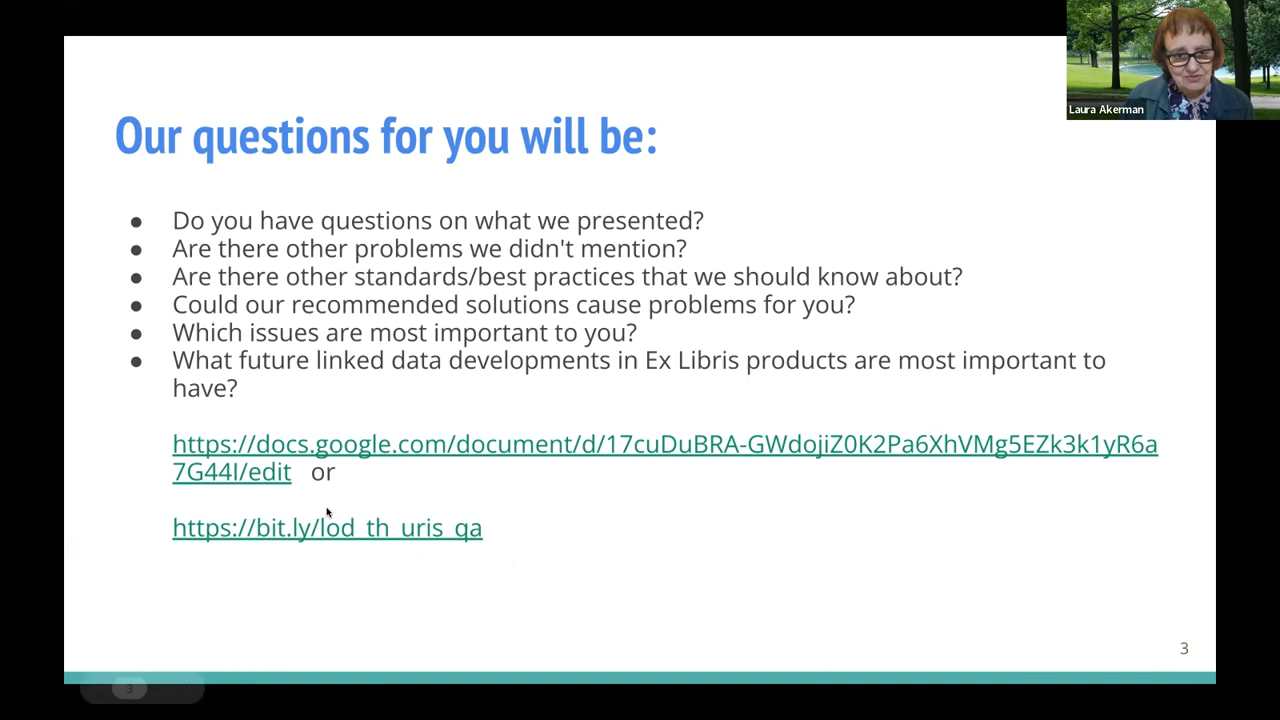 Laura Akerman
Our questions for you will be:
● Do you have questions on what we presented?
● Are there other problems we didn't mention?
● Are there other standards/best practices that we should know about?
● Could our recommended solutions cause problems for you?
● Which issues are most important to you?
● What future linked data developments in Ex Libris products are most important to
have?
https://docs.google.com/document/d/17cuDuBRA-GWdojiZ0K2Pa6XhVMg5EZk3k1yR6a
7G44I/edit or
https://bit.ly/lod_th_uris_qa
3
3